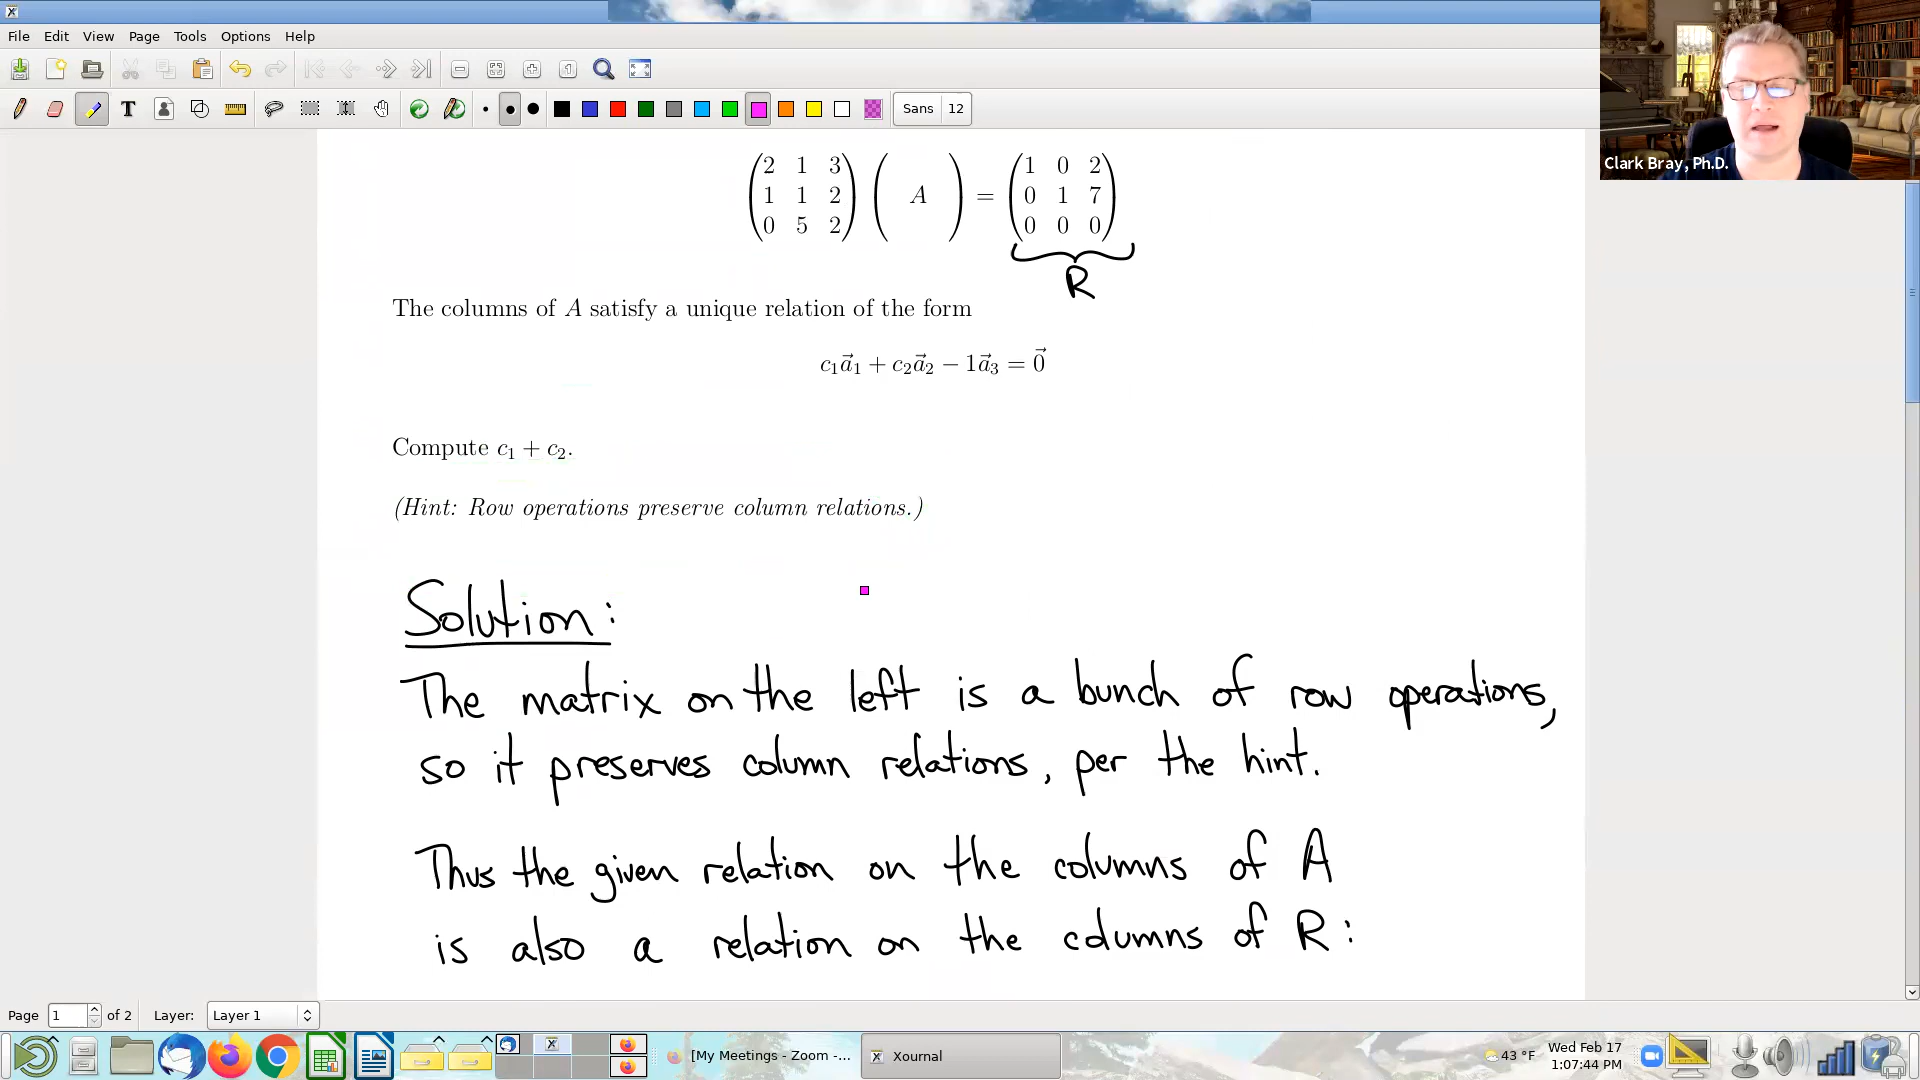 File Edit View Page Tools Options Help
Sans 12
Clark Bray, Ph.D.
2 1 3
1 1 2
0 5 2
A
=
1 0 2
0 1 7
0 0 0
R
The columns of A satisfy a unique relation of the form
c₁a⃗₁ + c₂a⃗₂ − 1a⃗₃ = 0⃗
Compute c₁ + c₂.
(Hint: Row operations preserve column relations.)
Solution:
The matrix on the left is a bunch of row operations,
so it preserves column relations, per the hint.
Thus the given relation on the columns of A
is also a relation on the columns of R:
Page 1 of 2 Layer: Layer 1
[My Meetings - Zoom -...
Xournal
43 °F
Wed Feb 17
1:07:44 PM